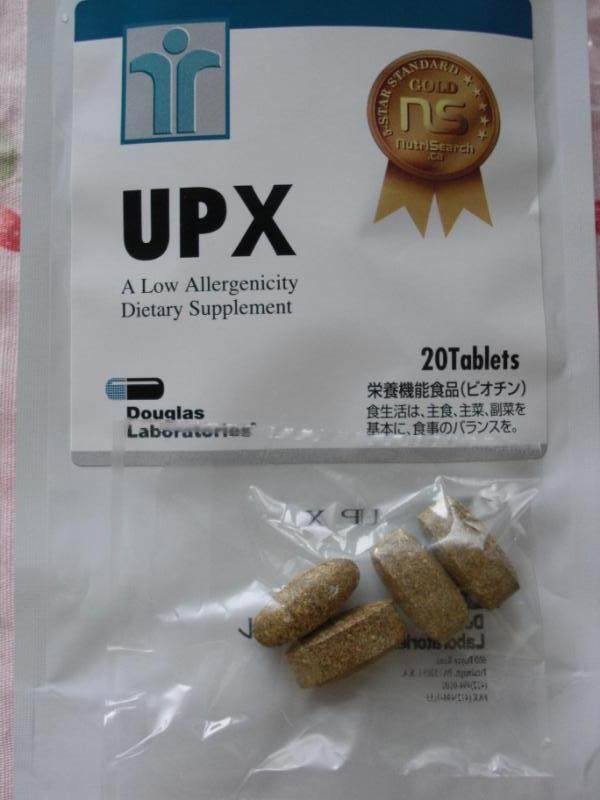 5-STAR STANDARD
GOLD
ns
NutriSearch
.ca
UPX
A Low Allergenicity
Dietary Supplement
20Tablets
栄養機能食品(ビオチン)
食生活は、主食、主菜、副菜を
基本に、食事のバランスを。
Douglas
Laboratories
UP X